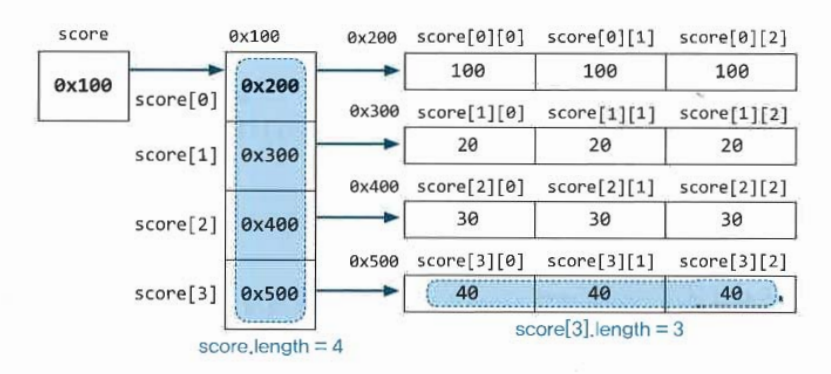 score 0x100 0x200 score[0][0] score[0][1] score[0][2]
0x100 0x200 100 100 100
score[0]
0x300 score[1][0] score[1][1] score[1][2]
score[1] 0x300 20 20 20
0x400 score[2][0] score[2][1] score[2][2]
score[2] 0x400 30 30 30
0x500 score[3][0] score[3][1] score[3][2]
score[3] 0x500 40 40 40
score.length = 4 score[3].length = 3